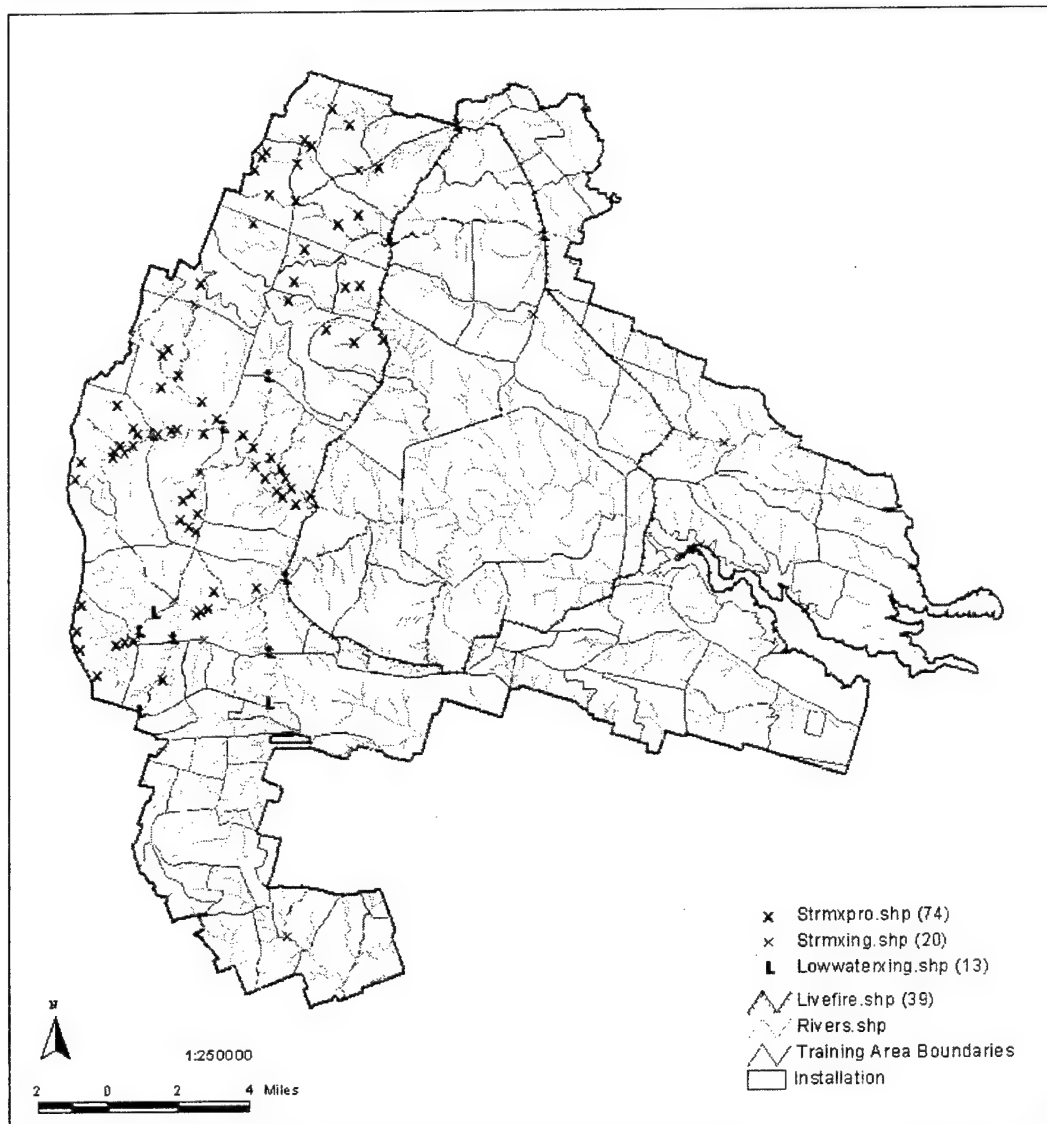 x Strmxpro.shp (74)
x Strmxing.shp (20)
L Lowwaterxing.shp (13)
Livefire.shp (39)
Rivers.shp
Training Area Boundaries
Installation
N
1:250000
2 0 2 4 Miles